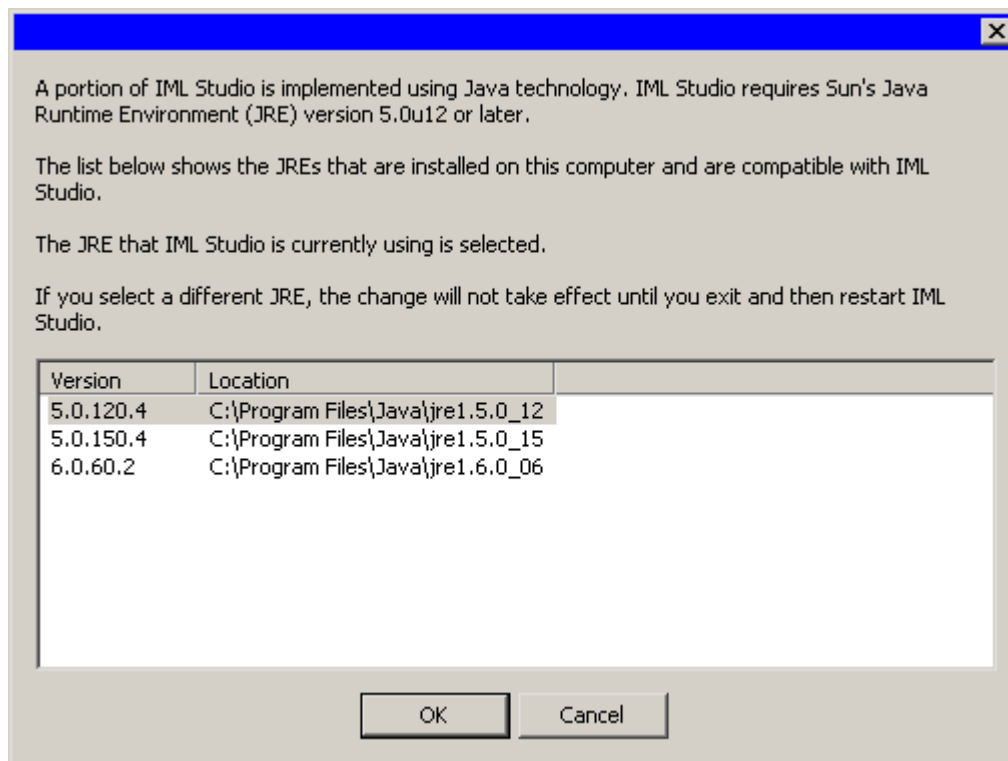 A portion of IML Studio is implemented using Java technology. IML Studio requires Sun's Java
Runtime Environment (JRE) version 5.0u12 or later.
The list below shows the JREs that are installed on this computer and are compatible with IML
Studio.
The JRE that IML Studio is currently using is selected.
If you select a different JRE, the change will not take effect until you exit and then restart IML
Studio.
Version Location
5.0.120.4 C:\Program Files\Java\jre1.5.0_12
5.0.150.4 C:\Program Files\Java\jre1.5.0_15
6.0.60.2 C:\Program Files\Java\jre1.6.0_06
OK Cancel